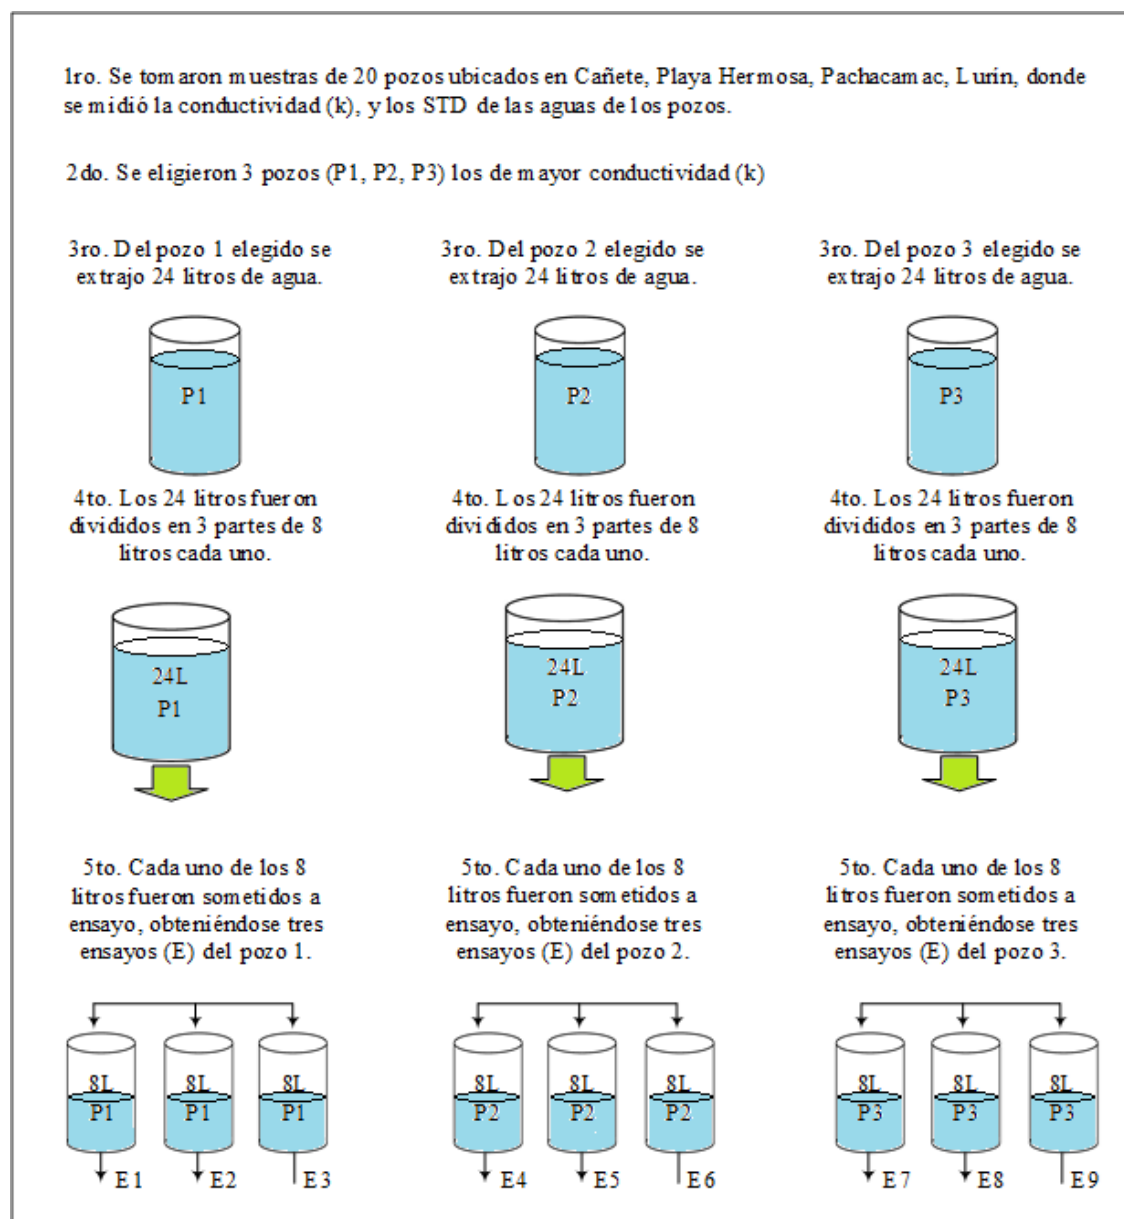 1ro. Se tomaron muestras de 20 pozos ubicados en Cañete, Playa Hermosa, Pachacamac, Lurin, donde
se midió la conductividad (k), y los STD de las aguas de los pozos.
2do. Se eligieron 3 pozos (P1, P2, P3) los de mayor conductividad (k)
3ro. Del pozo 1 elegido se
extrajo 24 litros de agua.
3ro. Del pozo 2 elegido se
extrajo 24 litros de agua.
3ro. Del pozo 3 elegido se
extrajo 24 litros de agua.
P1
P2
P3
4to. Los 24 litros fueron
divididos en 3 partes de 8
litros cada uno.
4to. Los 24 litros fueron
divididos en 3 partes de 8
litros cada uno.
4to. Los 24 litros fueron
divididos en 3 partes de 8
litros cada uno.
24L
P1
24L
P2
24L
P3
5to. Cada uno de los 8
litros fueron sometidos a
ensayo, obteniéndose tres
ensayos (E) del pozo 1.
5to. Cada uno de los 8
litros fueron sometidos a
ensayo, obteniéndose tres
ensayos (E) del pozo 2.
5to. Cada uno de los 8
litros fueron sometidos a
ensayo, obteniéndose tres
ensayos (E) del pozo 3.
8L
P1
8L
P1
8L
P1
8L
P2
8L
P2
8L
P2
8L
P3
8L
P3
8L
P3
E1
E2
E3
E4
E5
E6
E7
E8
E9